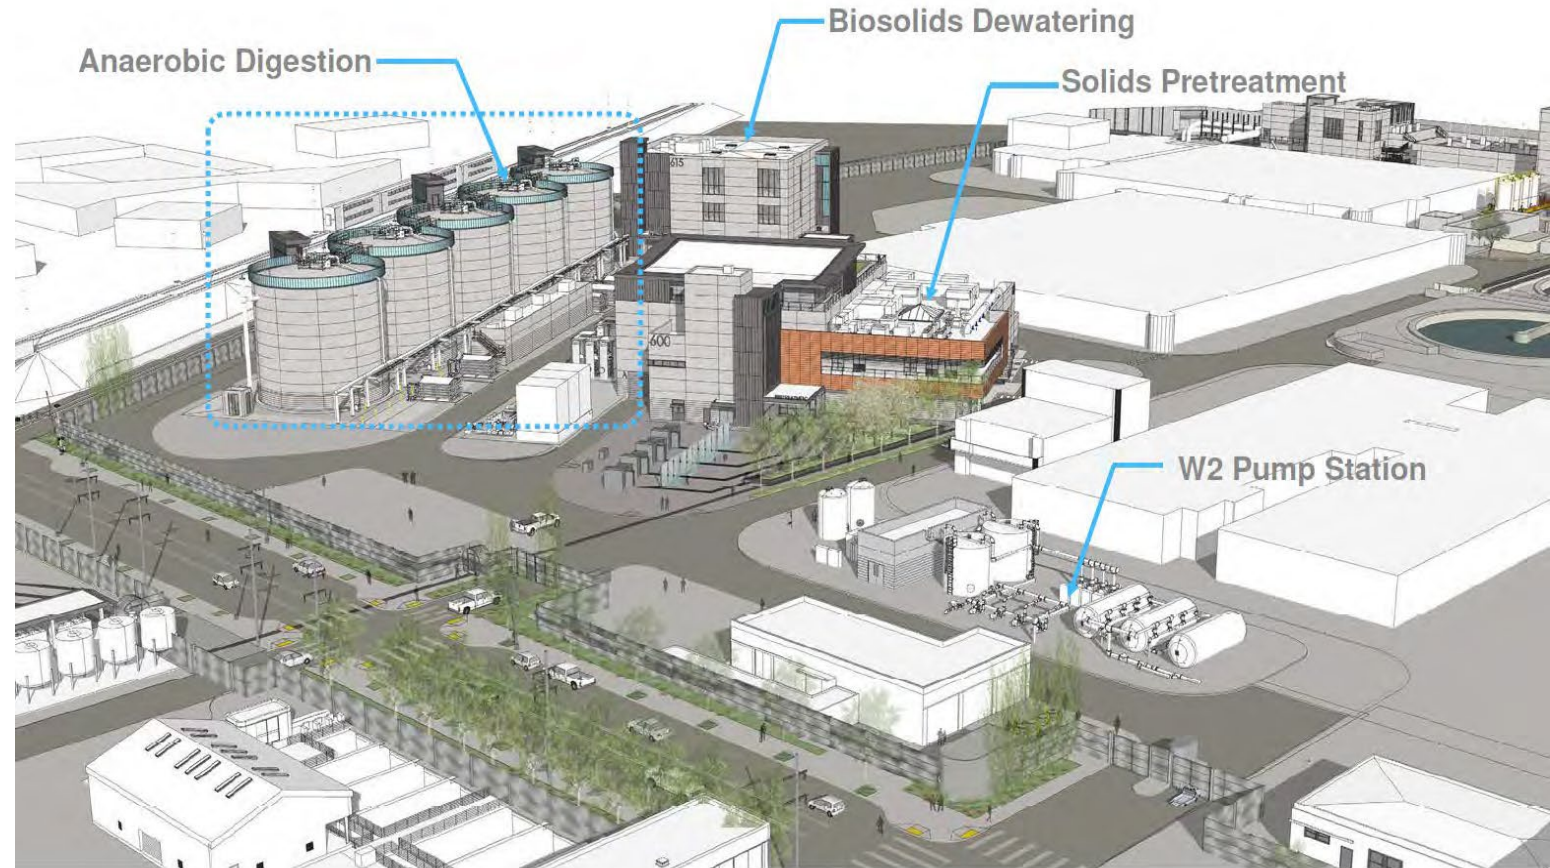 Biosolids Dewatering
Anaerobic Digestion
Solids Pretreatment
615
600
W2 Pump Station